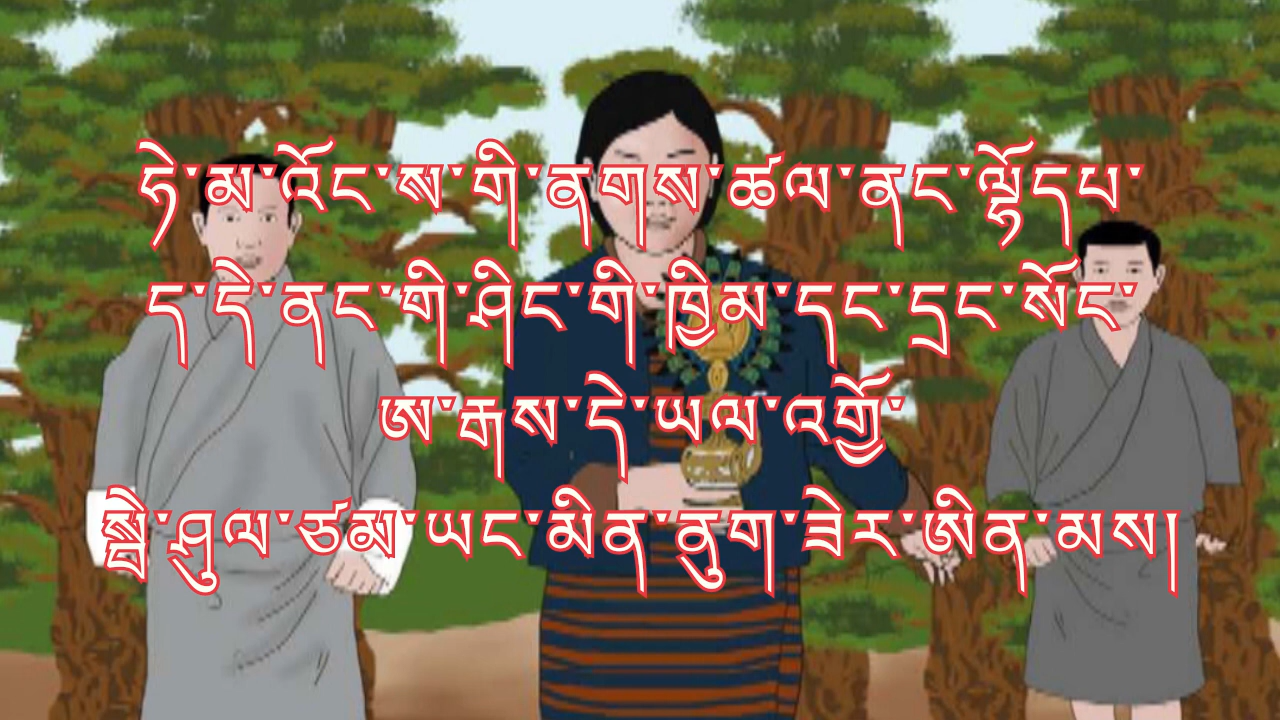 ཧེ་མ་འོང་ས་གི་ནགས་ཚལ་ནང་ལྷོདཔ་
ད་དེ་ནང་གི་ཤིང་གི་ཁྱིམ་དང་དྲང་སོང་
ཨ་རྒས་དེ་ཡལ་འགྱོ་
སྦེ་ཤུལ་ཙམ་ཡང་མིན་ནུག་ཟེར་ཨིན་མས།